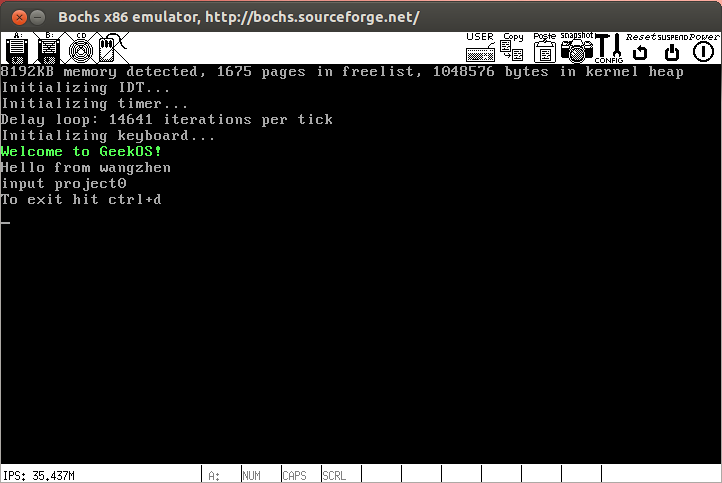 Bochs x86 emulator, http://bochs.sourceforge.net/
A: B: CD USER Copy Paste snapshot CONFIG Reset SUSPEND Power
8192KB memory detected, 1675 pages in freelist, 1048576 bytes in kernel heap
Initializing IDT...
Initializing timer...
Delay loop: 14641 iterations per tick
Initializing keyboard...
Welcome to GeekOS!
Hello from wangzhen
input project0
To exit hit ctrl+d
_
IPS: 35.437M A: NUM CAPS SCRL